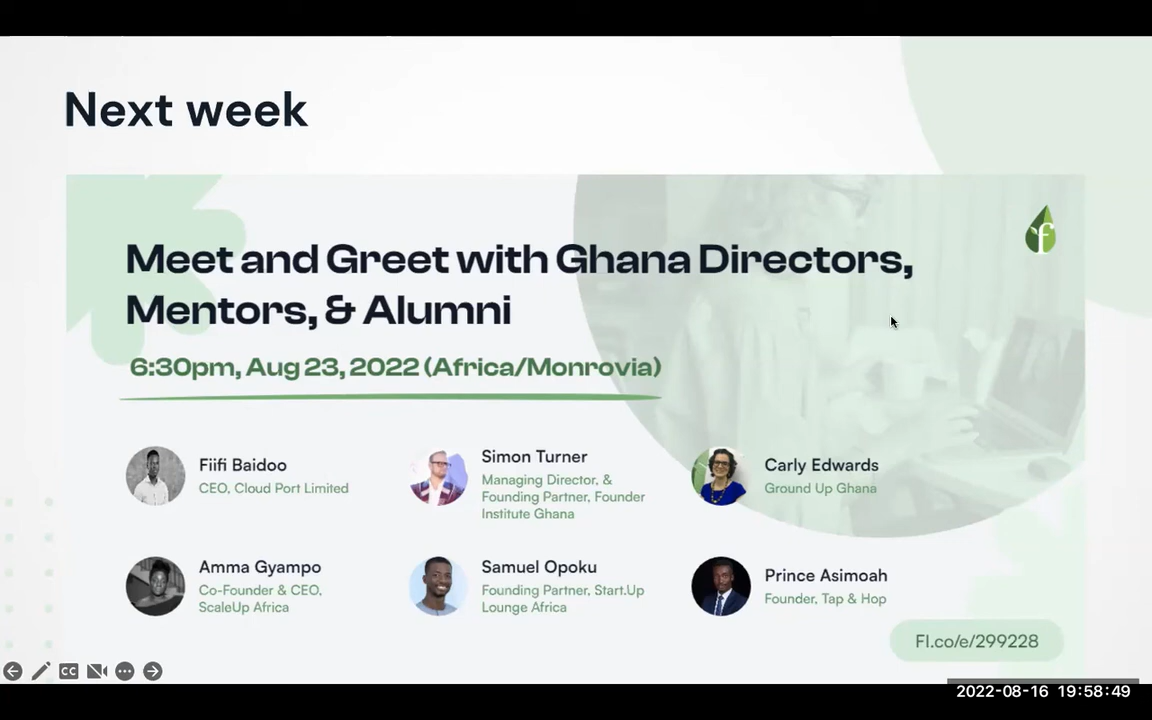 Next week
Meet and Greet with Ghana Directors,
Mentors, & Alumni
6:30pm, Aug 23, 2022 (Africa/Monrovia)
Fiifi Baidoo
CEO, Cloud Port Limited
Simon Turner
Managing Director, &
Founding Partner, Founder
Institute Ghana
Carly Edwards
Ground Up Ghana
Amma Gyampo
Co-Founder & CEO,
ScaleUp Africa
Samuel Opoku
Founding Partner, Start.Up
Lounge Africa
Prince Asimoah
Founder, Tap & Hop
FI.co/e/299228
CC
2022-08-16 19:58:49